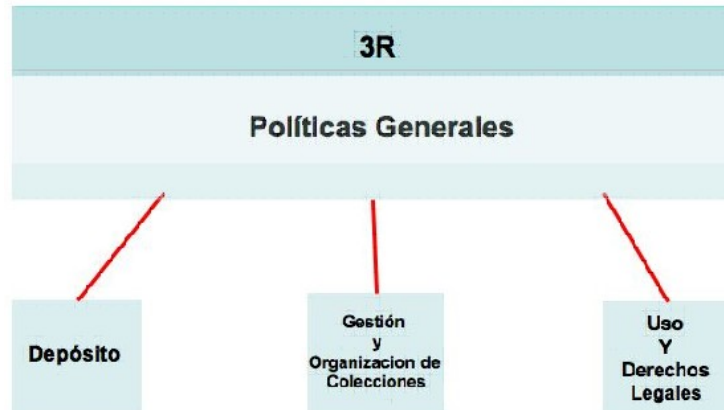 3R
Políticas Generales
Depósito
Gestión
y
Organizacion de
Colecciones
Uso
Y
Derechos
Legales